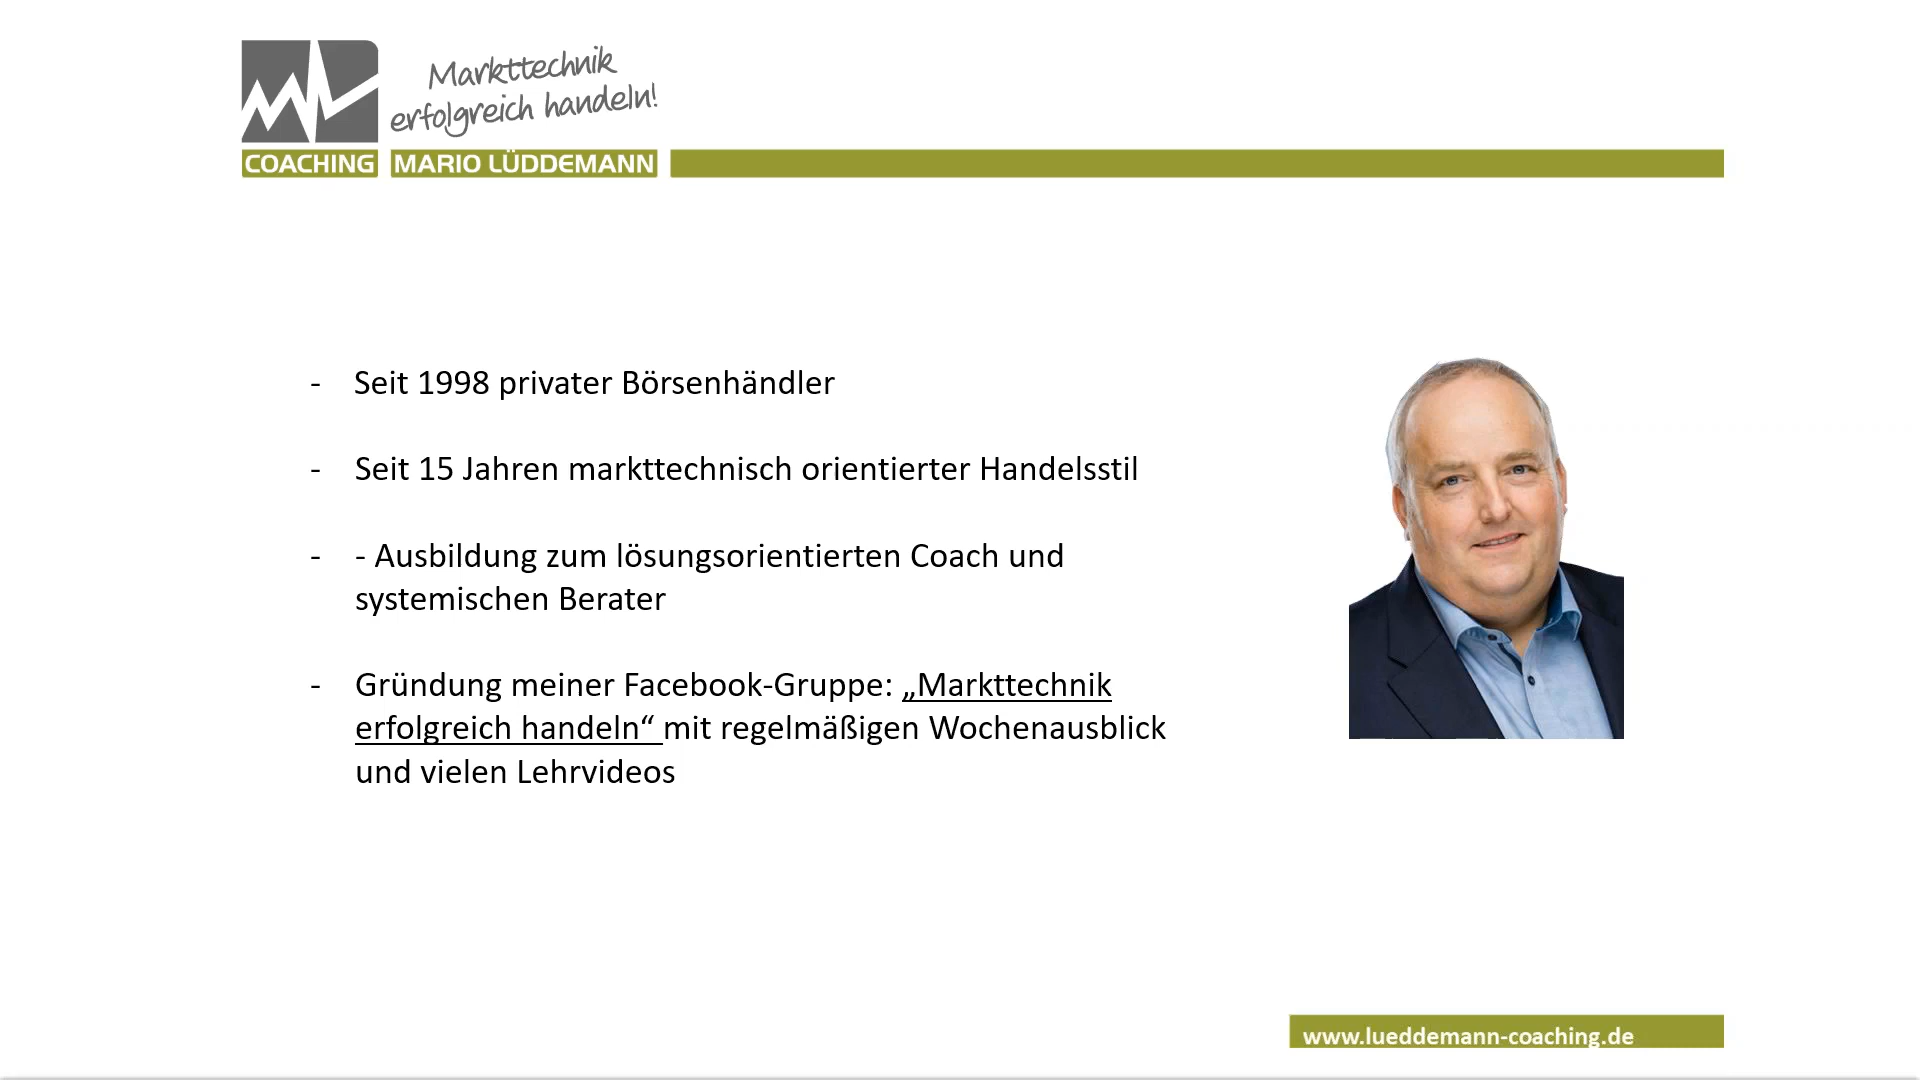 Markttechnik
erfolgreich handeln!
COACHING MARIO LÜDDEMANN
- Seit 1998 privater Börsenhändler
- Seit 15 Jahren markttechnisch orientierter Handelsstil
- - Ausbildung zum lösungsorientierten Coach und
systemischen Berater
- Gründung meiner Facebook-Gruppe: „Markttechnik
erfolgreich handeln“ mit regelmäßigen Wochenausblick
und vielen Lehrvideos
www.lueddemann-coaching.de